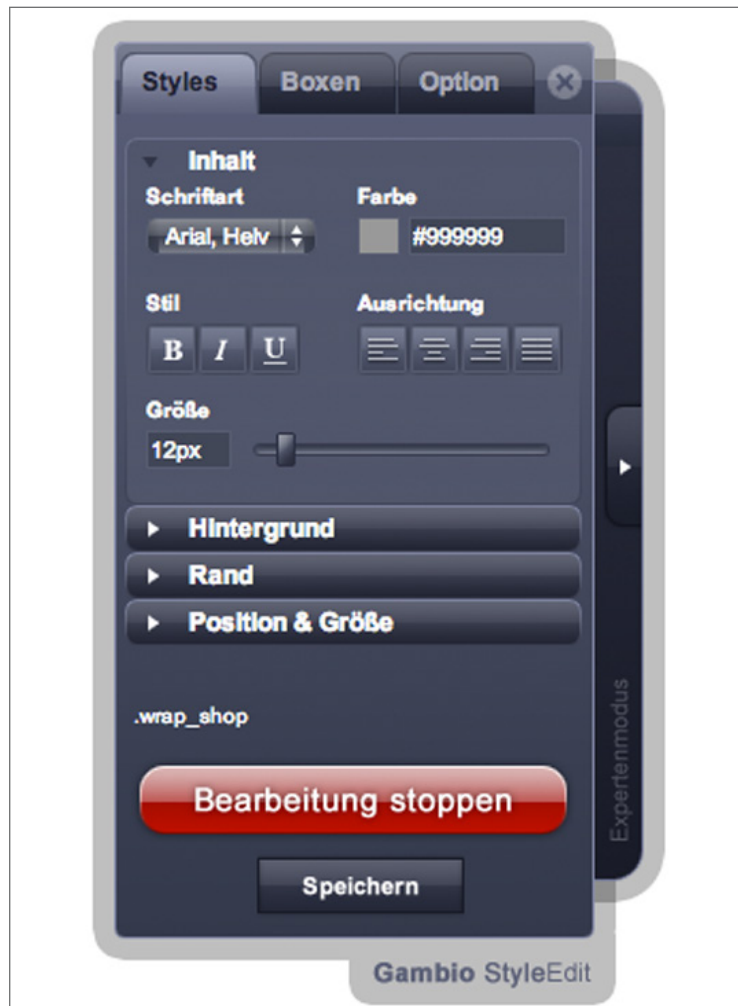 Styles Boxen Option
Inhalt
Schriftart Farbe
Arial, Helv #999999
Stil Ausrichtung
B I U
Größe
12px
Hintergrund
Rand
Position & Größe
.wrap_shop
Bearbeitung stoppen
Speichern
Expertenmodus
Gambio StyleEdit